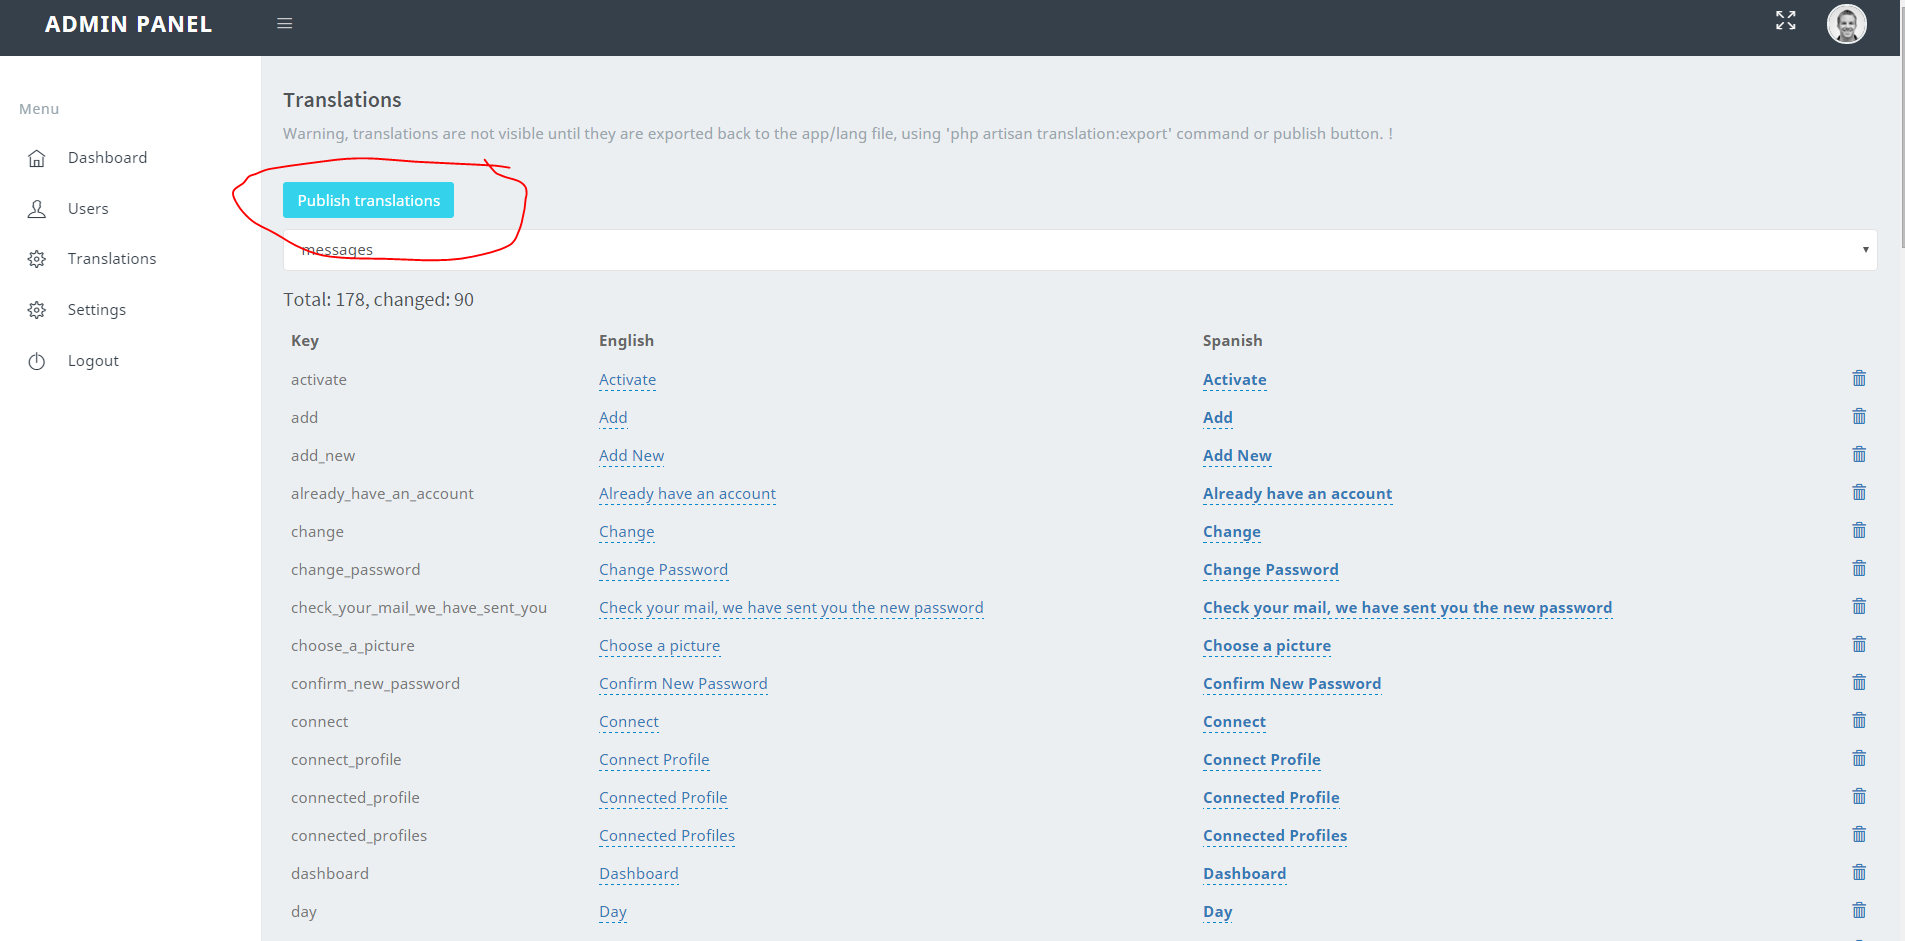 ADMIN PANEL
Menu
Dashboard
Users
Translations
Settings
Logout
Translations
Warning, translations are not visible until they are exported back to the app/lang file, using 'php artisan translation:export' command or publish button. !
Publish translations
messages
Total: 178, changed: 90
Key English Spanish
activate Activate Activate
add Add Add
add_new Add New Add New
already_have_an_account Already have an account Already have an account
change Change Change
change_password Change Password Change Password
check_your_mail_we_have_sent_you Check your mail, we have sent you the new password Check your mail, we have sent you the new password
choose_a_picture Choose a picture Choose a picture
confirm_new_password Confirm New Password Confirm New Password
connect Connect Connect
connect_profile Connect Profile Connect Profile
connected_profile Connected Profile Connected Profile
connected_profiles Connected Profiles Connected Profiles
dashboard Dashboard Dashboard
day Day Day